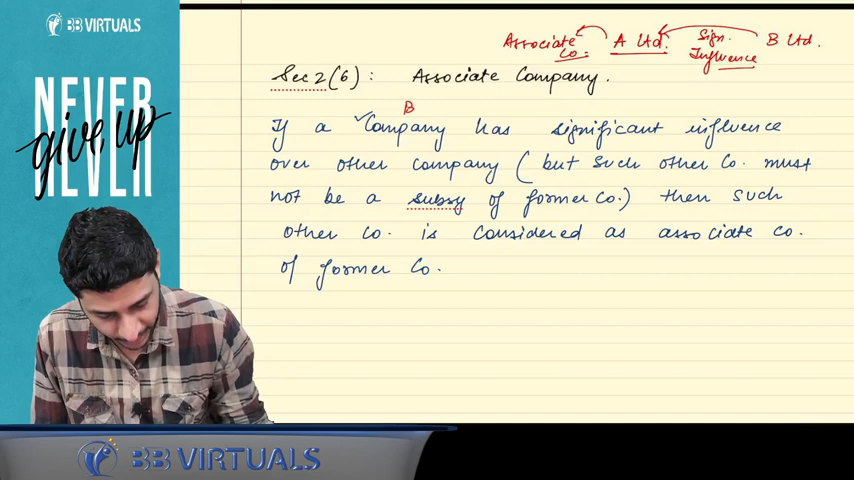 BB VIRTUALS
NEVER
give up
NEVER
Associate Co. A Ltd. Sign. Influence B Ltd.
Sec 2(6): Associate Company.
B
If a Company has significant influence
over other company (but such other Co. must
not be a subsy of former Co.) then such
other Co. is considered as associate Co.
of former Co.
BB VIRTUALS